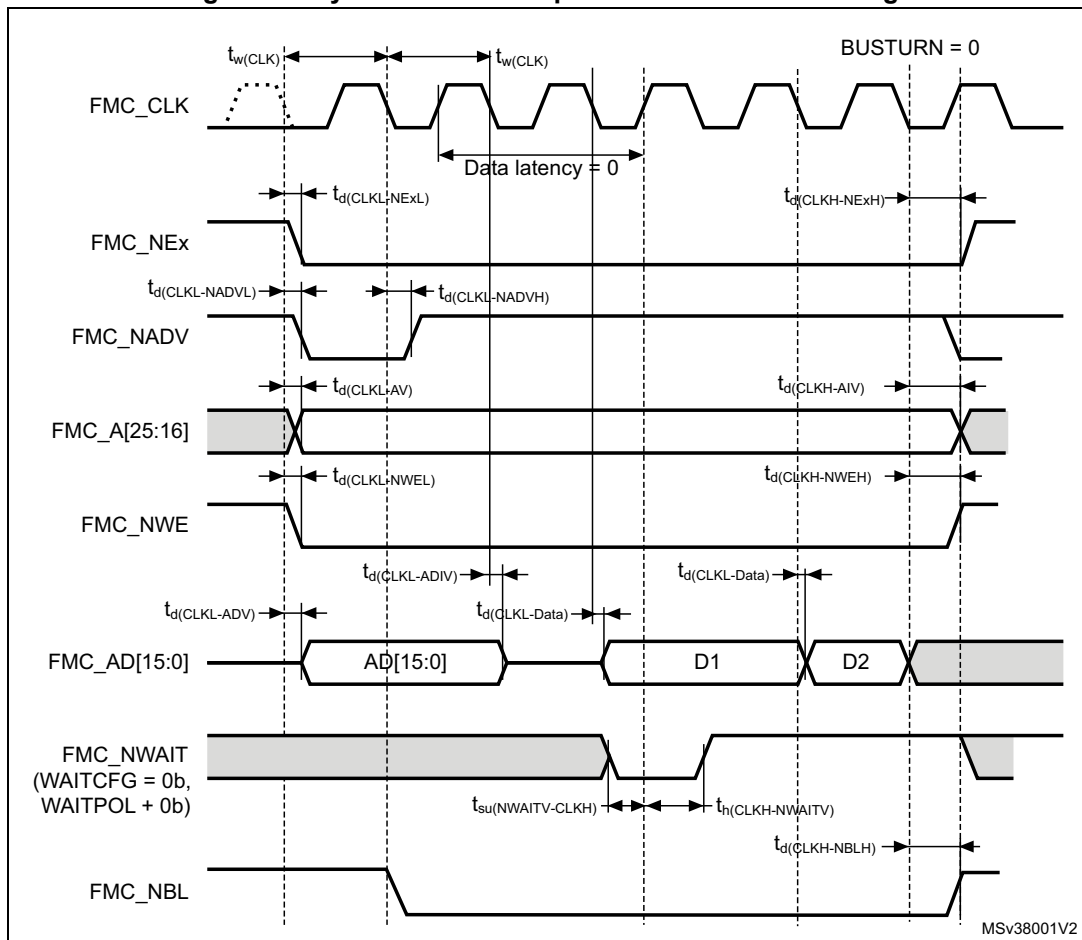 BUSTURN = 0
tw(CLK)
tw(CLK)
FMC_CLK
Data latency = 0
td(CLKL-NExL)
td(CLKH-NExH)
FMC_NEx
td(CLKL-NADVL)
td(CLKL-NADVH)
FMC_NADV
td(CLKL-AV)
td(CLKH-AIV)
FMC_A[25:16]
td(CLKL-NWEL)
td(CLKH-NWEH)
FMC_NWE
td(CLKL-ADIV)
td(CLKL-Data)
td(CLKL-ADV)
td(CLKL-Data)
FMC_AD[15:0]
AD[15:0]
D1
D2
FMC_NWAIT
(WAITCFG = 0b,
WAITPOL + 0b)
tsu(NWAITV-CLKH)
th(CLKH-NWAITV)
td(CLKH-NBLH)
FMC_NBL
MSv38001V2